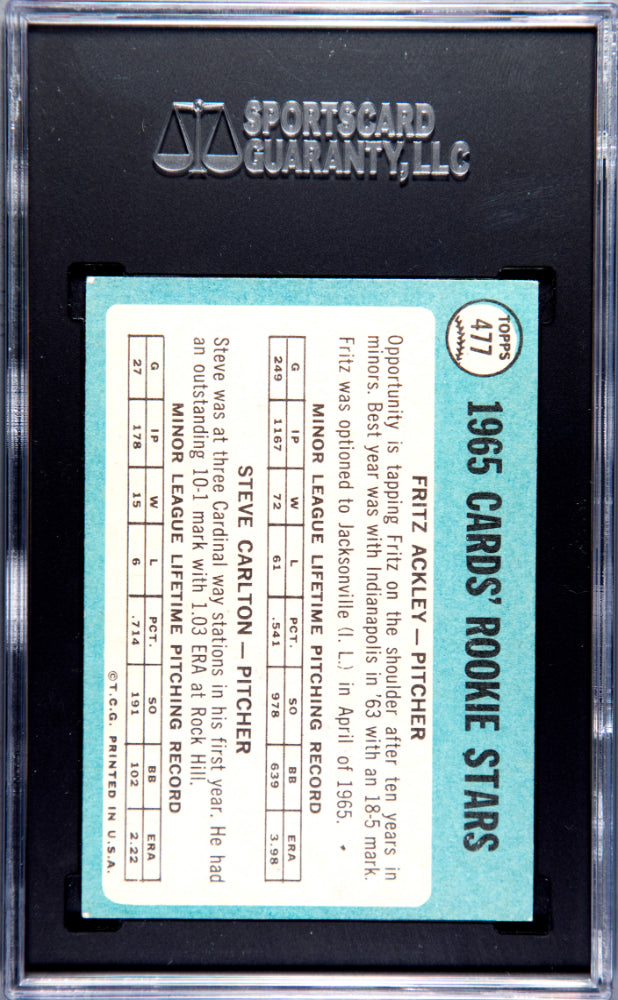 SPORTSCARD
GUARANTY, LLC
TOPPS
477
1965 CARDS' ROOKIE STARS
FRITZ ACKLEY — PITCHER
Opportunity is tapping Fritz on the shoulder after ten years in
minors. Best year was with Indianapolis in '63 with an 18-5 mark.
Fritz was optioned to Jacksonville (I. L.) in April of 1965.
MINOR LEAGUE LIFETIME PITCHING RECORD
G IP W L PCT. SO BB ERA
249 1167 72 61 .541 978 639 3.98
STEVE CARLTON — PITCHER
Steve was at three Cardinal way stations in his first year. He had
an outstanding 10-1 mark with 1.03 ERA at Rock Hill.
MINOR LEAGUE LIFETIME PITCHING RECORD
G IP W L PCT. SO BB ERA
27 178 15 6 .714 191 102 2.22
©T.C.G. PRINTED IN U.S.A.